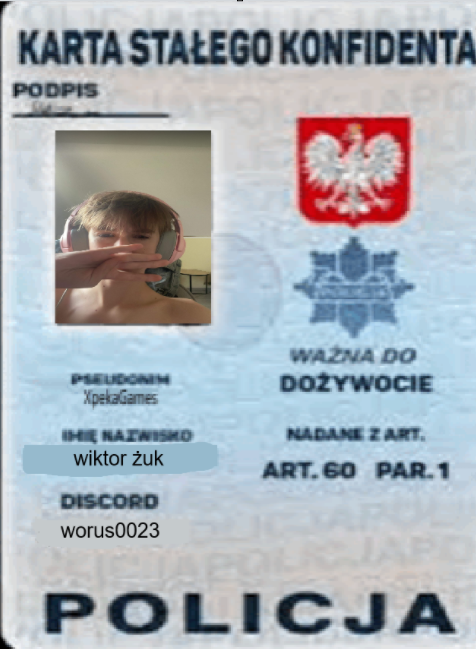 KARTA STAŁEGO KONFIDENTA
PODPIS
WAŻNA DO
DOŻYWOCIE
PSEUDONIM
XpekaGames
IMIĘ NAZWISKO
wiktor żuk
NADANE Z ART.
ART. 60 PAR. 1
DISCORD
worus0023
POLICJA